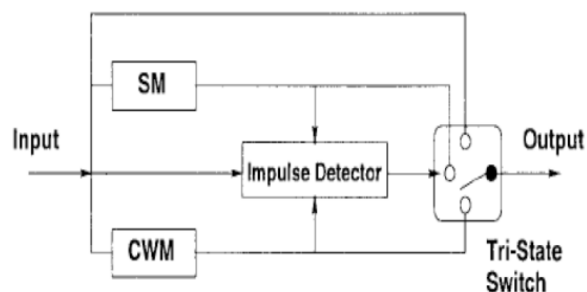 SM
Input
Impulse Detector
Output
CWM
Tri-State
Switch